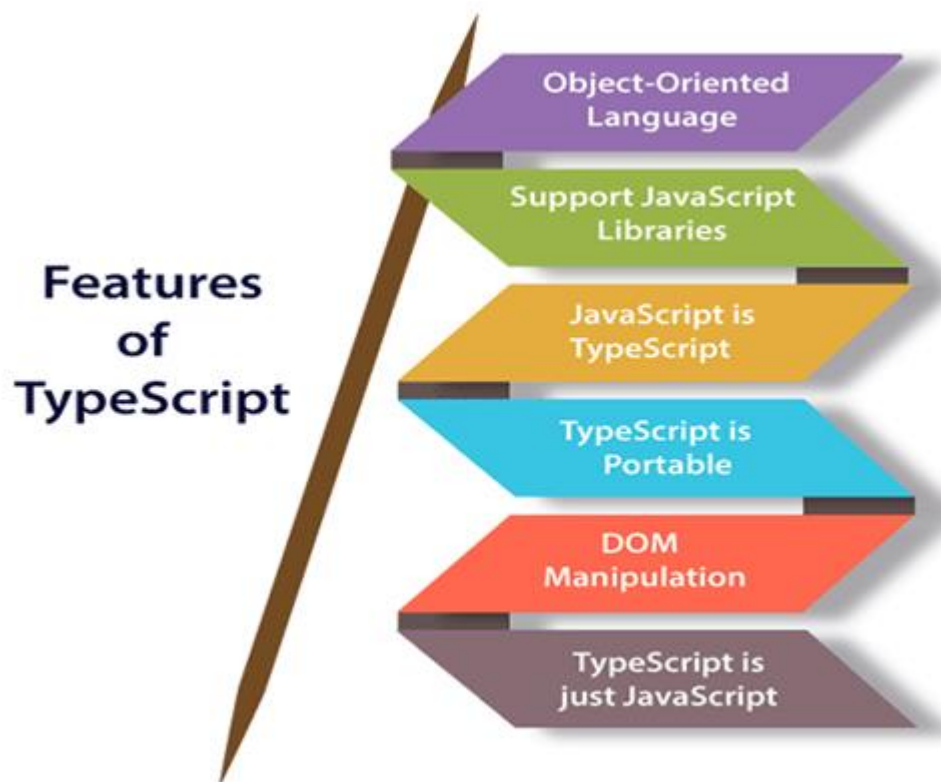 Features
of
TypeScript
Object-Oriented
Language
Support JavaScript
Libraries
JavaScript is
TypeScript
TypeScript is
Portable
DOM
Manipulation
TypeScript is
just JavaScript